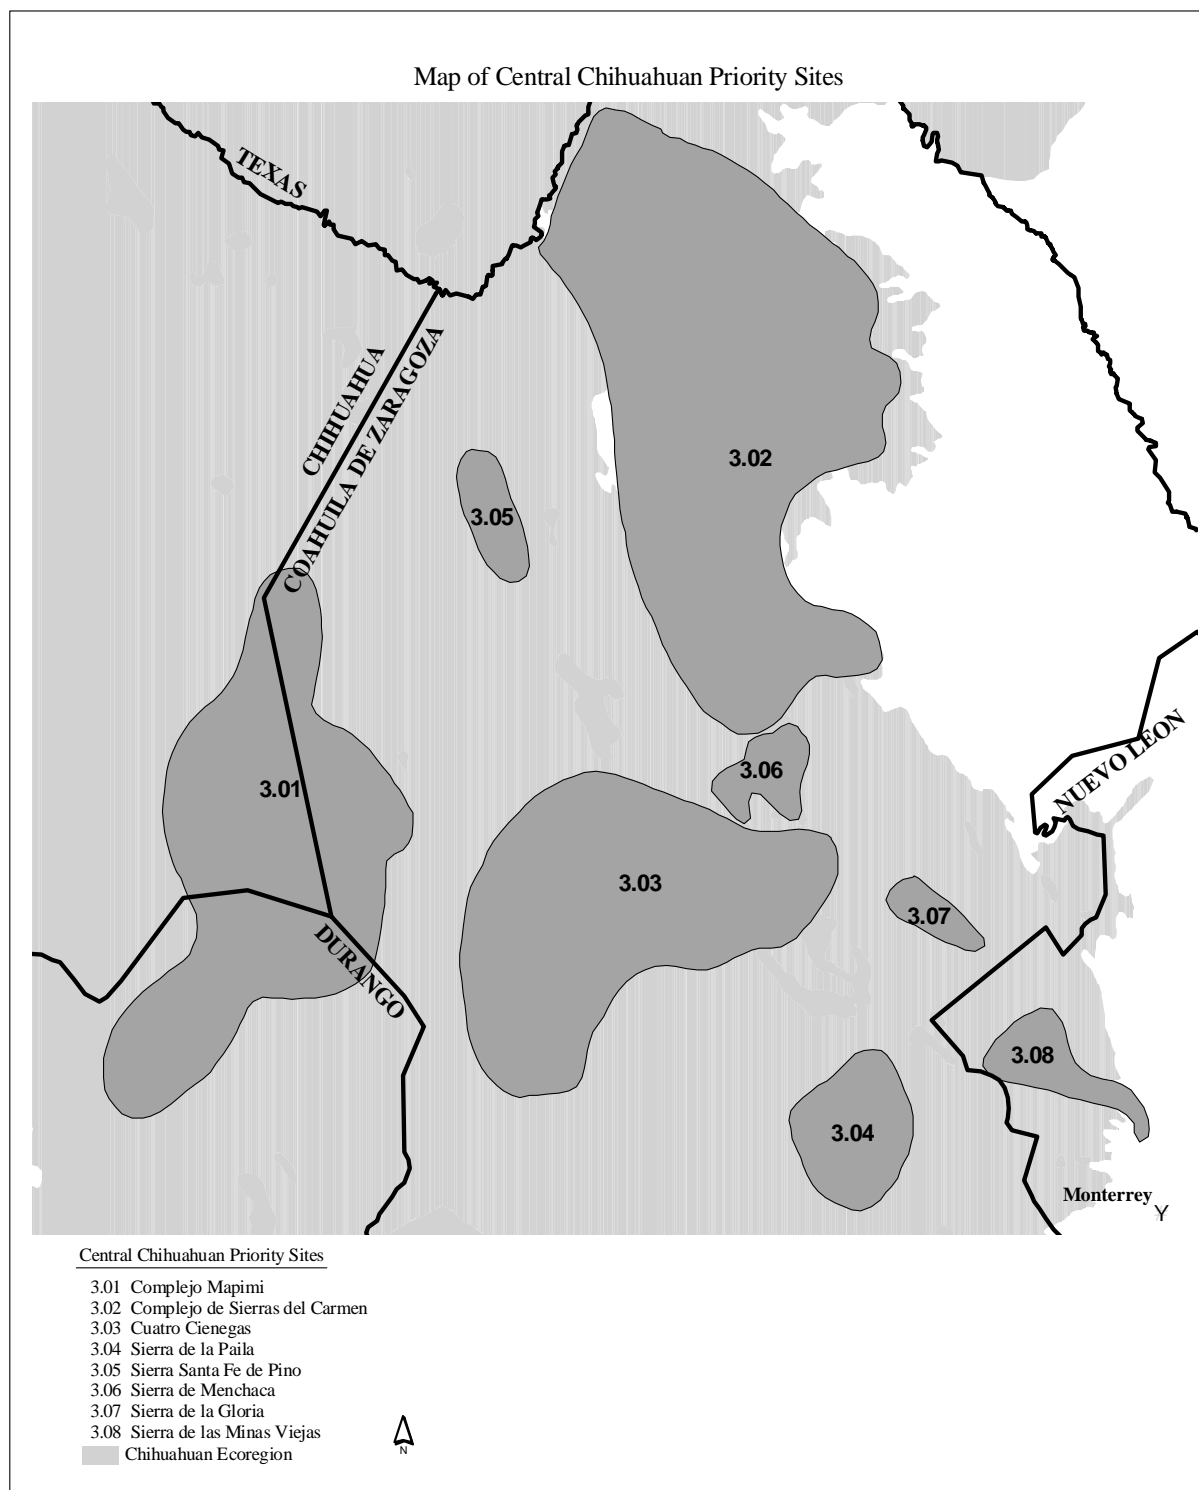 Map of Central Chihuahuan Priority Sites
TEXAS
CHIHUAHUA
COAHUILA DE ZARAGOZA
3.02
3.05
NUEVO LEON
3.06
3.01
3.03
3.07
DURANGO
3.08
3.04
Monterrey
Central Chihuahuan Priority Sites
3.01 Complejo Mapimi
3.02 Complejo de Sierras del Carmen
3.03 Cuatro Cienegas
3.04 Sierra de la Paila
3.05 Sierra Santa Fe de Pino
3.06 Sierra de Menchaca
3.07 Sierra de la Gloria
3.08 Sierra de las Minas Viejas
Chihuahuan Ecoregion
N